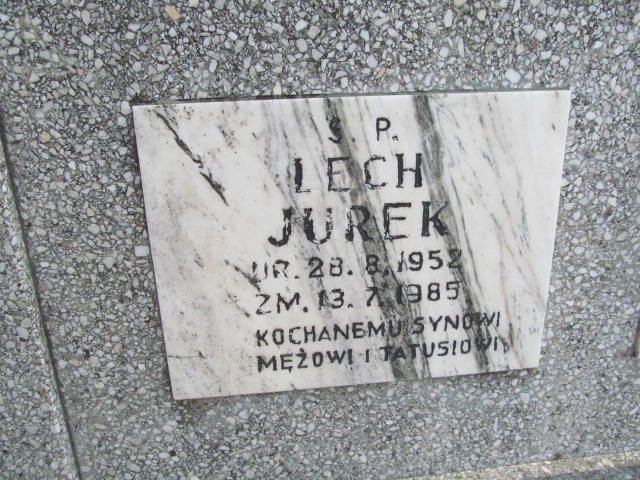 Ś. P.
LECH
JUREK
UR. 28. 8. 1952
ZM. 13. 7. 1985
KOCHANEMU SYNOWI
MĘŻOWI I TATUSIOWI